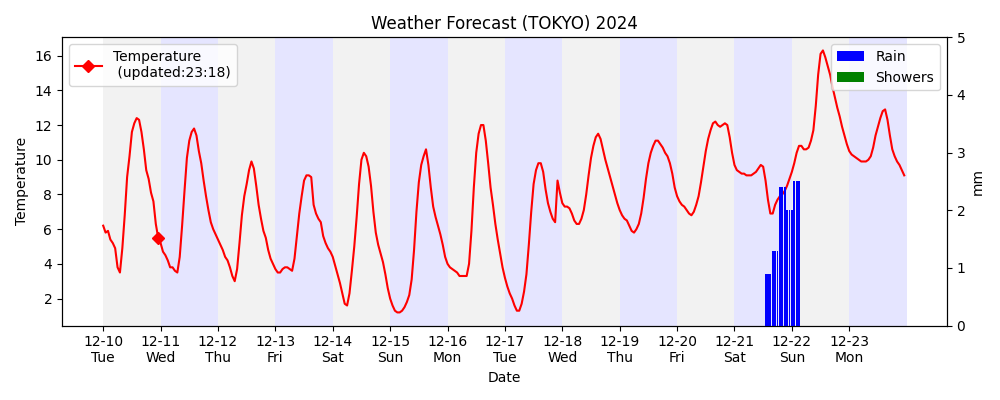 Weather Forecast (TOKYO) 2024
Temperature
(updated:23:18)
Rain
Showers
Temperature
16
14
12
10
8
6
4
2
5
4
3
2
1
0
mm
12-10 12-11 12-12 12-13 12-14 12-15 12-16 12-17 12-18 12-19 12-20 12-21 12-22 12-23
Tue Wed Thu Fri Sat Sun Mon Tue Wed Thu Fri Sat Sun Mon
Date